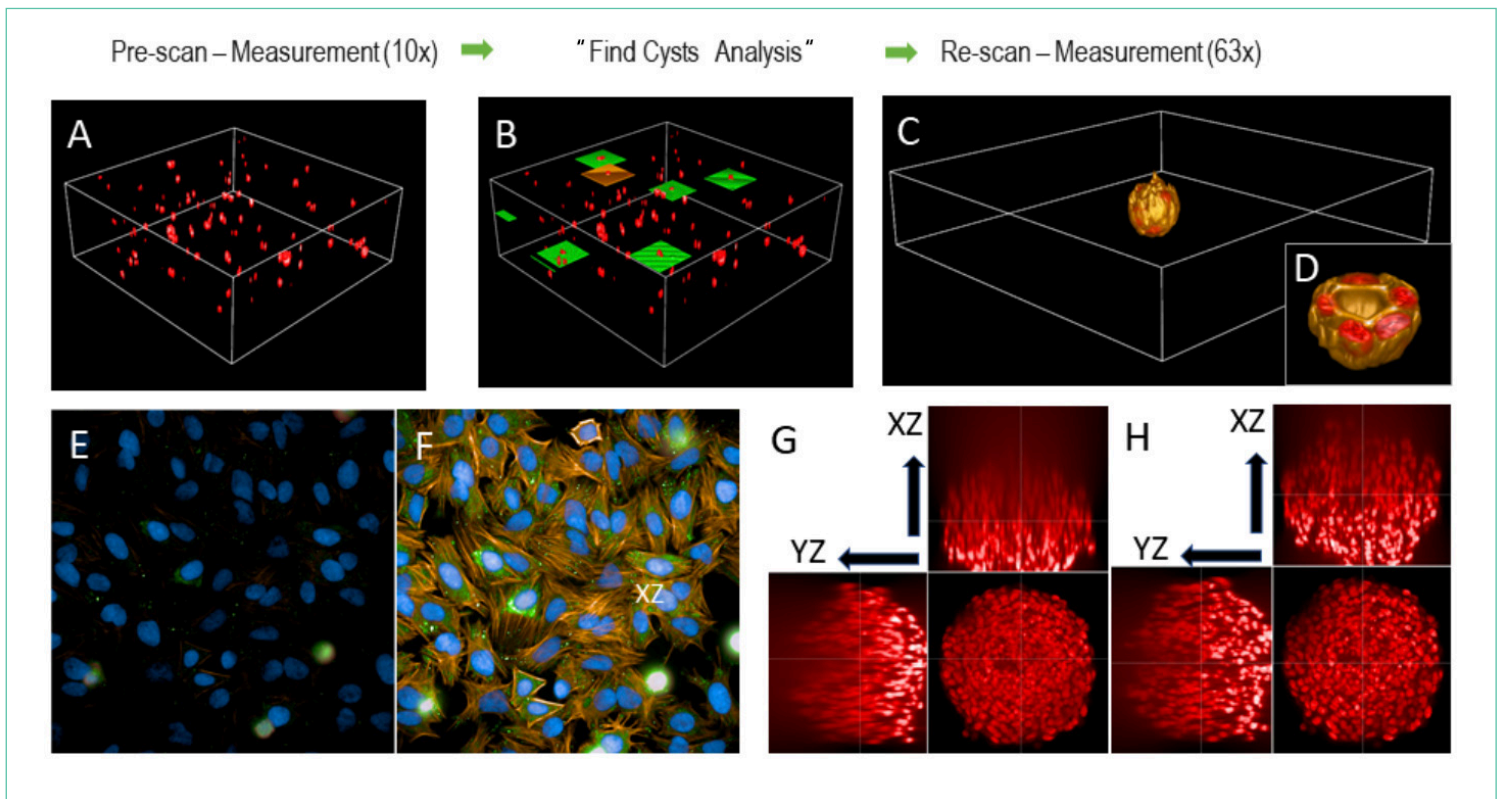 Pre-scan – Measurement (10x) "Find Cysts Analysis" Re-scan – Measurement (63x)
A
B
C
D
E
F
XZ
G
XZ
YZ
H
XZ
YZ